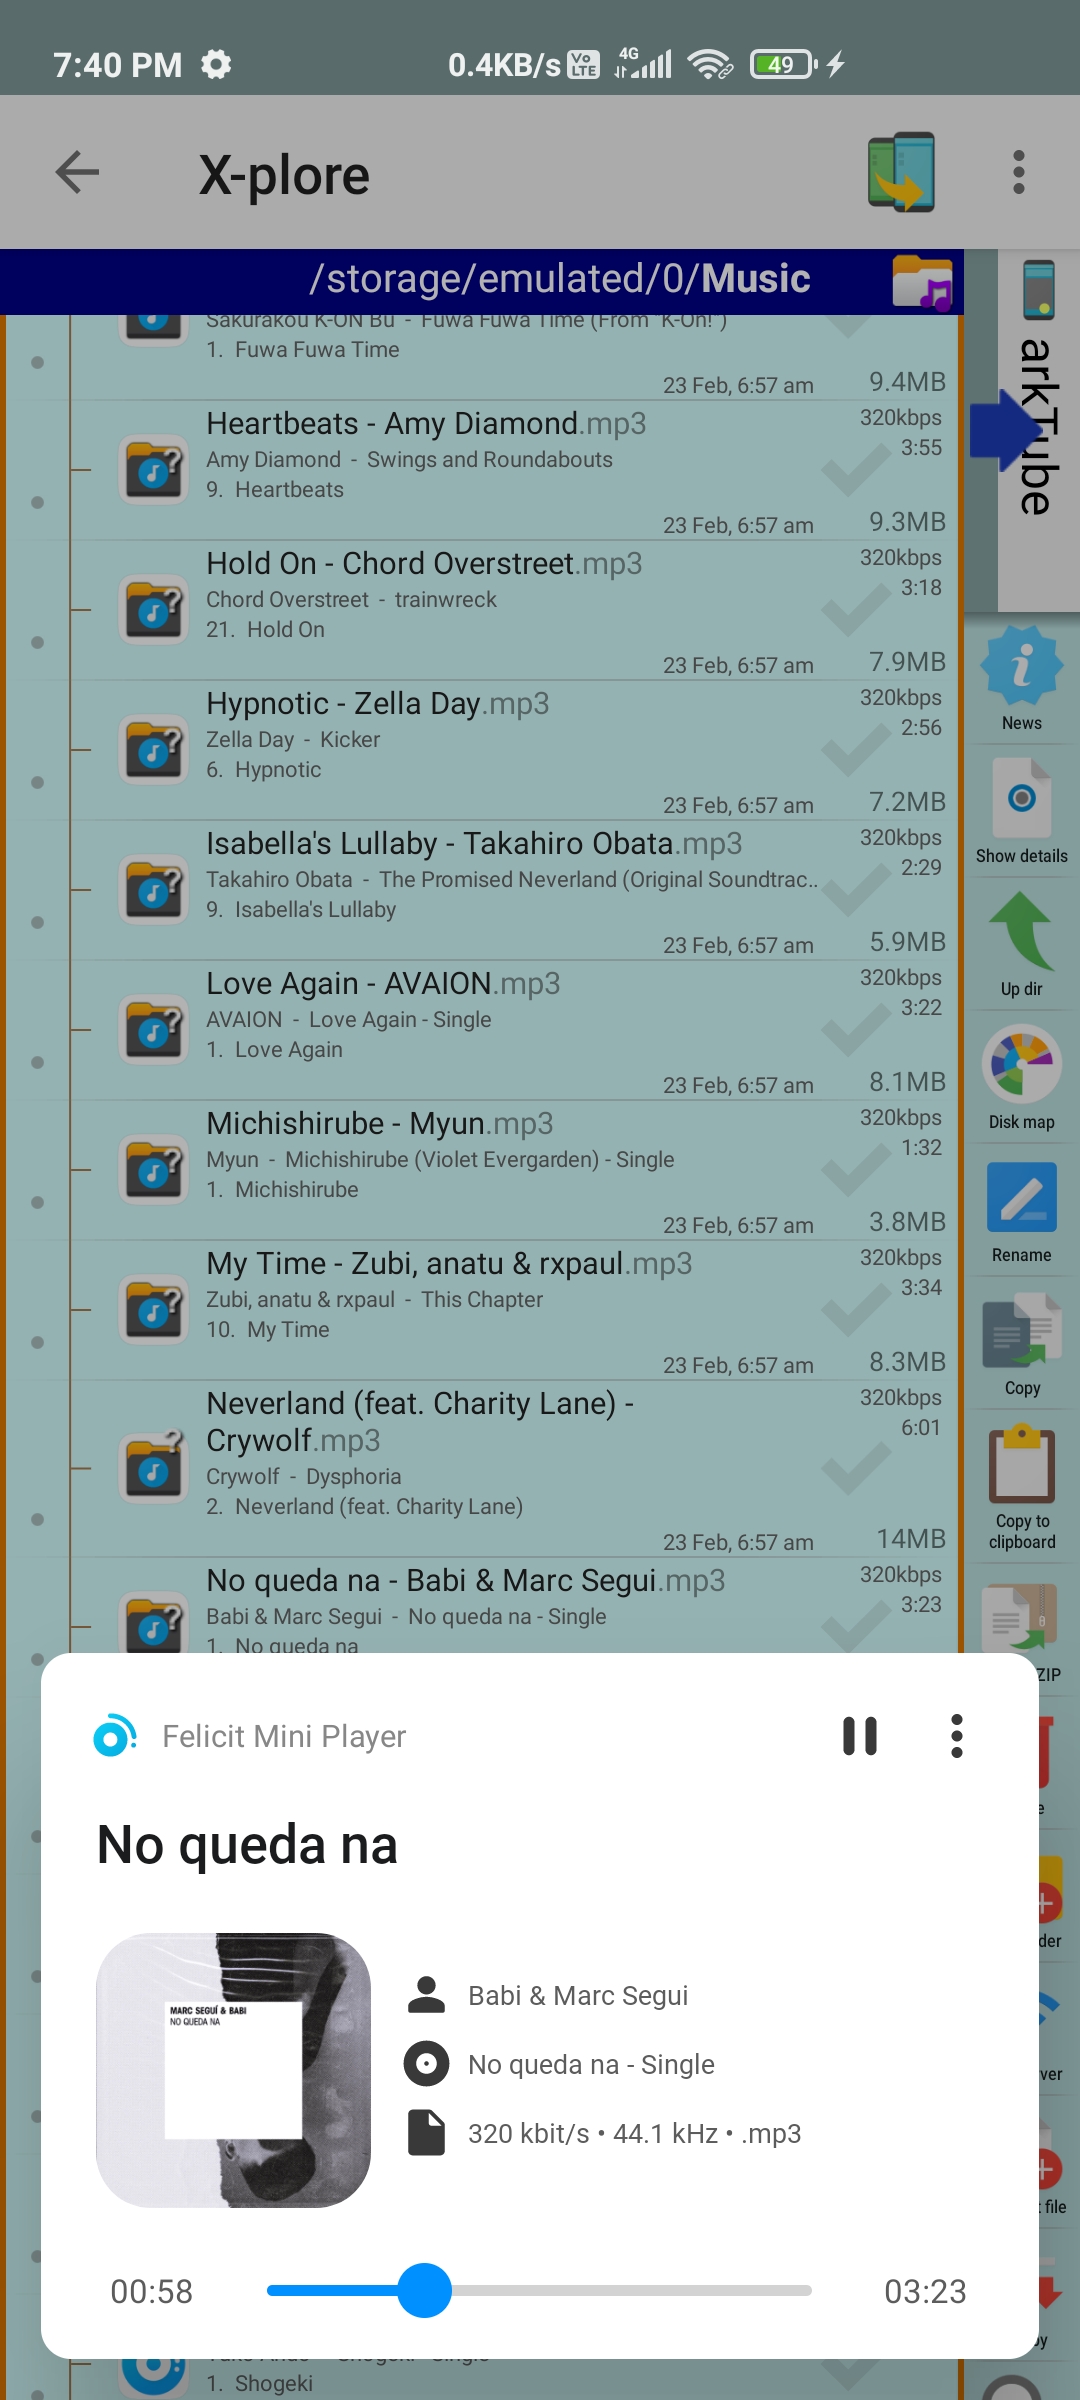 7:40 PM 0.4KB/s Vo LTE 4G 49
X-plore
/storage/emulated/0/Music
arkTube
Sakurakou K-ON Bu - Fuwa Fuwa Time (From "K-On!")
1. Fuwa Fuwa Time
23 Feb, 6:57 am 9.4MB
Heartbeats - Amy Diamond.mp3 320kbps
Amy Diamond - Swings and Roundabouts 3:55
9. Heartbeats
23 Feb, 6:57 am 9.3MB
Hold On - Chord Overstreet.mp3 320kbps
Chord Overstreet - trainwreck 3:18
21. Hold On
23 Feb, 6:57 am 7.9MB
Hypnotic - Zella Day.mp3 320kbps
Zella Day - Kicker 2:56
6. Hypnotic
23 Feb, 6:57 am 7.2MB
Isabella's Lullaby - Takahiro Obata.mp3 320kbps
Takahiro Obata - The Promised Neverland (Original Soundtrac.. 2:29
9. Isabella's Lullaby
23 Feb, 6:57 am 5.9MB
Love Again - AVAION.mp3 320kbps
AVAION - Love Again - Single 3:22
1. Love Again
23 Feb, 6:57 am 8.1MB
Michishirube - Myun.mp3 320kbps
Myun - Michishirube (Violet Evergarden) - Single 1:32
1. Michishirube
23 Feb, 6:57 am 3.8MB
My Time - Zubi, anatu & rxpaul.mp3 320kbps
Zubi, anatu & rxpaul - This Chapter 3:34
10. My Time
23 Feb, 6:57 am 8.3MB
Neverland (feat. Charity Lane) - 320kbps
Crywolf.mp3 6:01
Crywolf - Dysphoria
2. Neverland (feat. Charity Lane)
23 Feb, 6:57 am 14MB
No queda na - Babi & Marc Segui.mp3 320kbps
Babi & Marc Segui - No queda na - Single 3:23
1. No queda na
News
Show details
Up dir
Disk map
Rename
Copy
Copy to
clipboard
ZIP
e
der
ver
file
Felicit Mini Player
No queda na
MARC SEGUÍ & BABI
NO QUEDA NA
Babi & Marc Segui
No queda na - Single
320 kbit/s • 44.1 kHz • .mp3
00:58 03:23
1. Shogeki